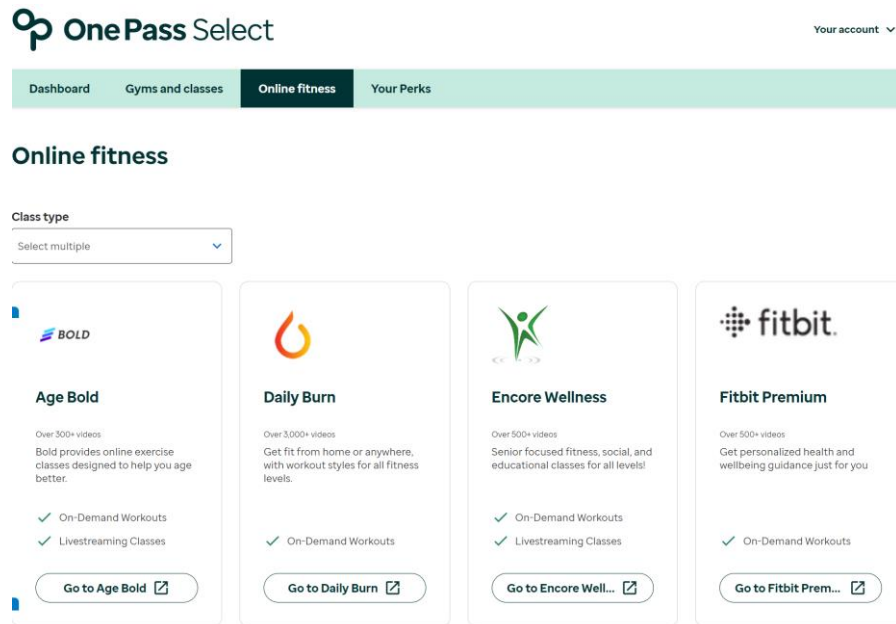 One Pass Select
Your account
Dashboard
Gyms and classes
Online fitness
Your Perks
Online fitness
Class type
Select multiple
BOLD
Age Bold
Over 300+ videos
Bold provides online exercise
classes designed to help you age
better.
On-Demand Workouts
Livestreaming Classes
Go to Age Bold
Daily Burn
Over 3,000+ videos
Get fit from home or anywhere,
with workout styles for all fitness
levels.
On-Demand Workouts
Go to Daily Burn
Encore Wellness
Over 500+ videos
Senior focused fitness, social, and
educational classes for all levels!
On-Demand Workouts
Livestreaming Classes
Go to Encore Well...
fitbit.
Fitbit Premium
Over 500+ videos
Get personalized health and
wellbeing guidance just for you
On-Demand Workouts
Go to Fitbit Prem...